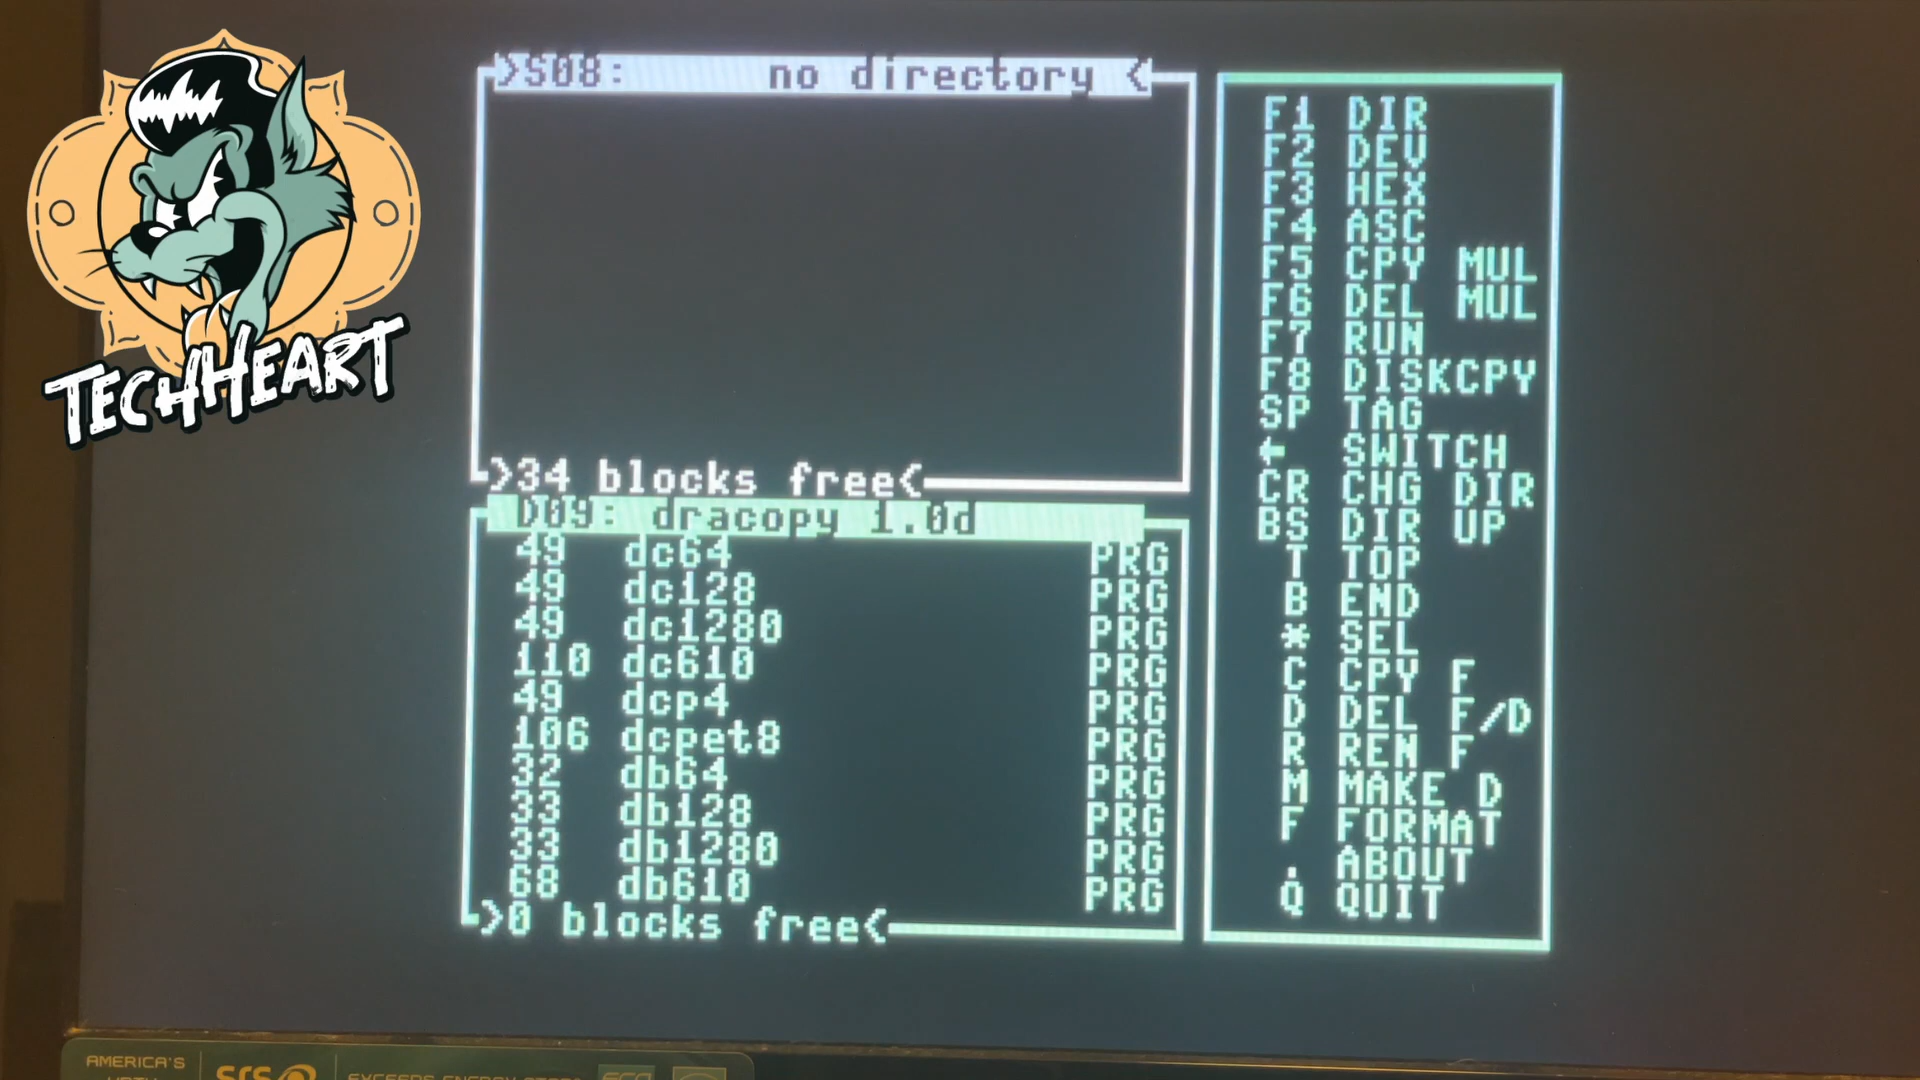 TECHHEART
>S08: no directory <
>34 blocks free<
D09: dracopy 1.0d
49 dc64 PRG
49 dc128 PRG
49 dc1280 PRG
110 dc610 PRG
49 dcp4 PRG
106 dcpet8 PRG
32 db64 PRG
33 db128 PRG
33 db1280 PRG
68 db610 PRG
>0 blocks free<
F1 DIR
F2 DEV
F3 HEX
F4 ASC
F5 CPY MUL
F6 DEL MUL
F7 RUN
F8 DISKCPY
SP TAG
← SWITCH
CR CHG DIR
BS DIR UP
T TOP
B END
* SEL
C CPY F
D DEL F/D
R REN F
M MAKE D
F FORMAT
. ABOUT
Q QUIT
AMERICA'S
SRS
EXCEEDS ENERGY
ECO